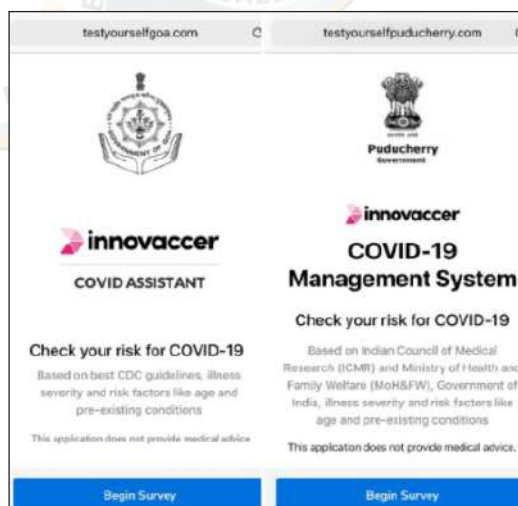 testyourselfgoa.com
innovaccer
COVID ASSISTANT
Check your risk for COVID-19
Based on best CDC guidelines, illness
severity and risk factors like age and
pre-existing conditions
This application does not provide medical advice
Begin Survey
testyourselfpuducherry.com
Puducherry
Government
innovaccer
COVID-19
Management System
Check your risk for COVID-19
Based on Indian Council of Medical
Research (ICMR) and Ministry of Health and
Family Welfare (MoH&FW), Government of
India, illness severity and risk factors like
age and pre-existing conditions
This application does not provide medical advice.
Begin Survey